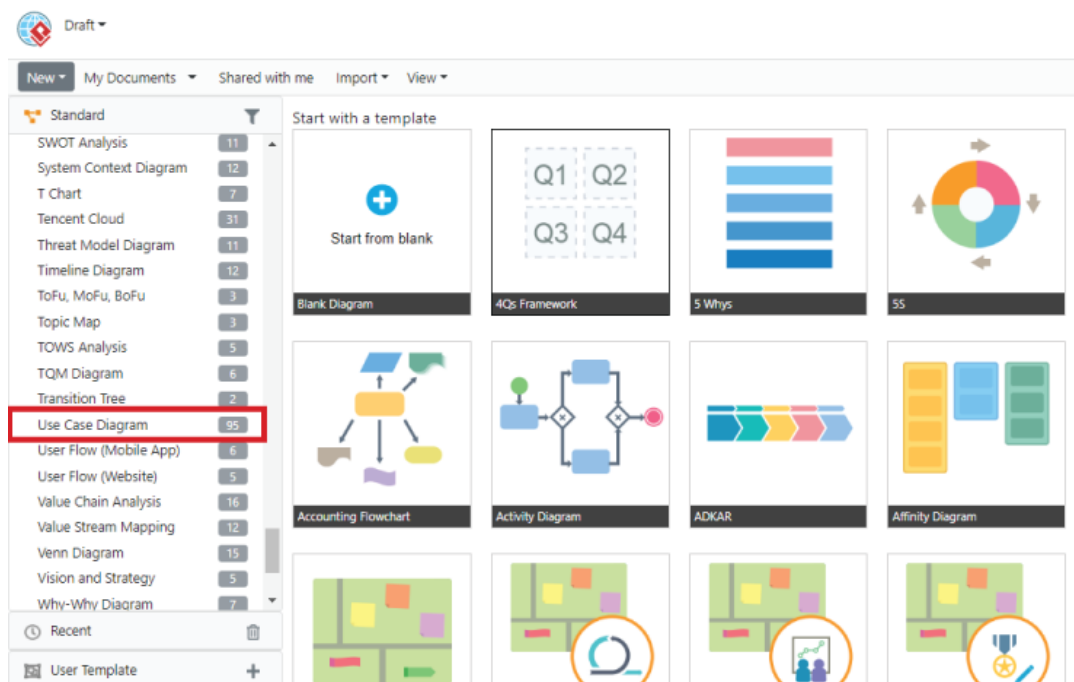 Draft
New My Documents Shared with me Import View
Standard
SWOT Analysis 11
System Context Diagram 12
T Chart 7
Tencent Cloud 31
Threat Model Diagram 11
Timeline Diagram 12
ToFu, MoFu, BoFu 3
Topic Map 3
TOWS Analysis 5
TQM Diagram 6
Transition Tree 2
Use Case Diagram 95
User Flow (Mobile App) 6
User Flow (Website) 5
Value Chain Analysis 16
Value Stream Mapping 12
Venn Diagram 15
Vision and Strategy 5
Why-Why Diagram 7
Recent
User Template
Start with a template
Start from blank
Blank Diagram
Q1 Q2
Q3 Q4
4Qs Framework
5 Whys
5S
Accounting Flowchart
Activity Diagram
ADKAR
Affinity Diagram